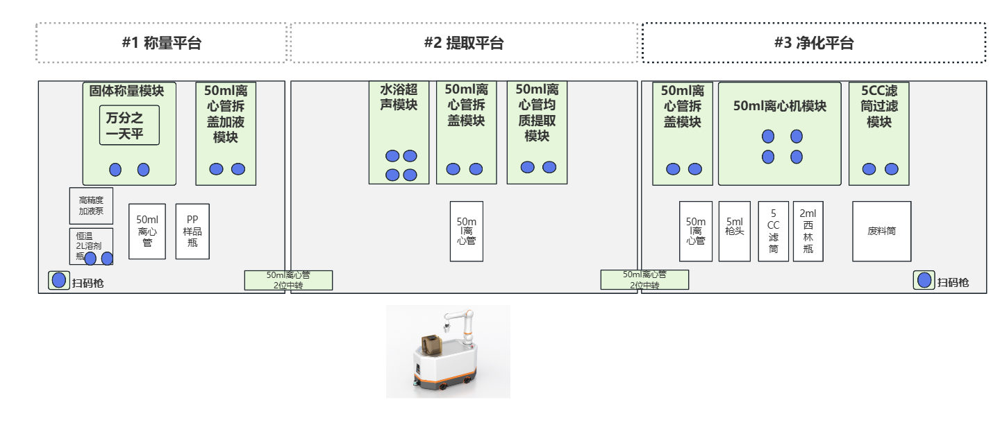 #1 称量平台
#2 提取平台
#3 净化平台
固体称量模块
万分之
一天平
50ml离
心管拆
盖加液
模块
水浴超
声模块
50ml离
心管拆
盖模块
50ml离
心管均
质提取
模块
50ml离
心管拆
盖模块
50ml离心机模块
5CC滤
筒过滤
模块
高精度
加液泵
恒温
2L溶剂
瓶
50ml
离心
管
PP
样品
瓶
50m
l离
心管
50m
l离
心管
5ml
枪头
5
CC
滤
筒
2ml
西
林
瓶
废料筒
扫码枪
50ml离心管
2位中转
50ml离心管
2位中转
扫码枪